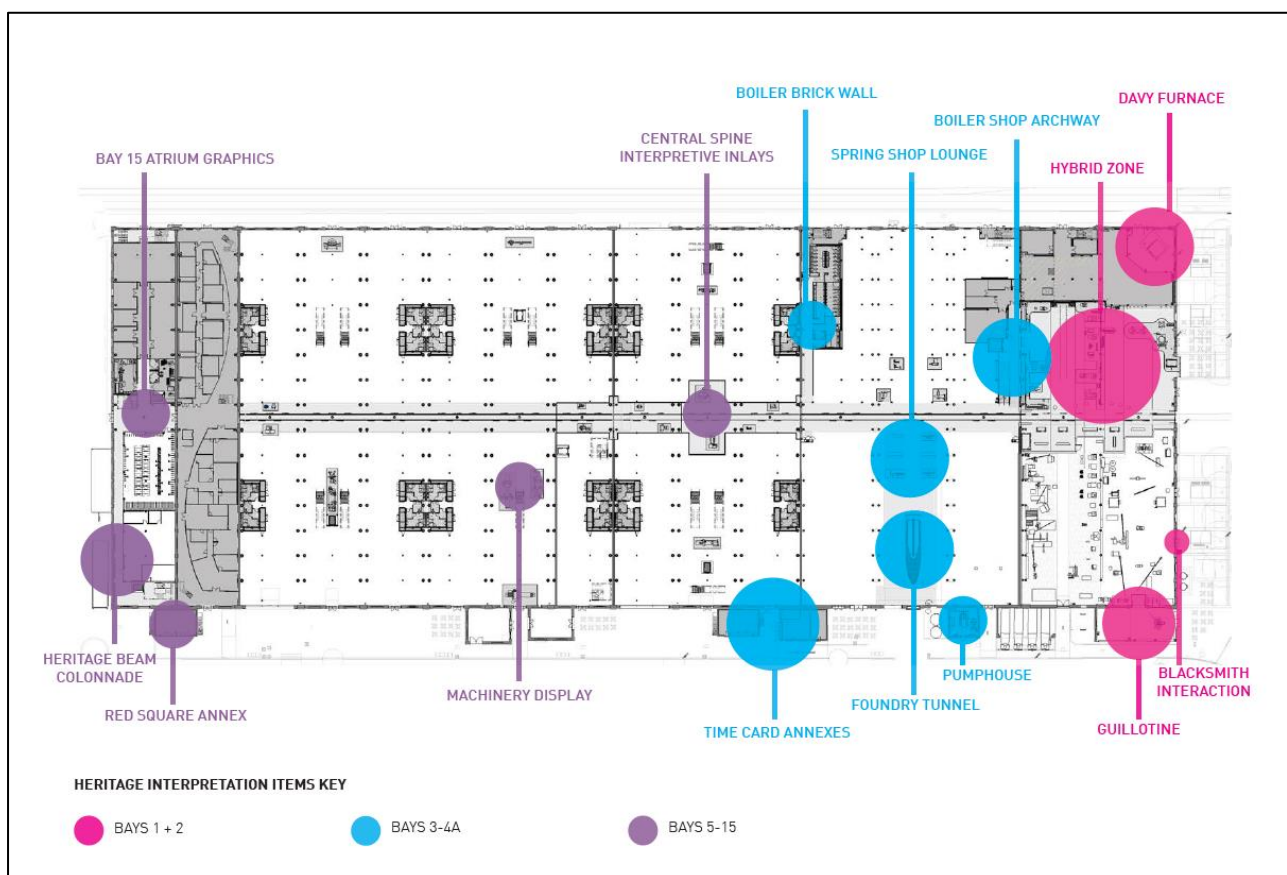 BOILER BRICK WALL
DAVY FURNACE
BOILER SHOP ARCHWAY
CENTRAL SPINE
INTERPRETIVE INLAYS
SPRING SHOP LOUNGE
BAY 15 ATRIUM GRAPHICS
HYBRID ZONE
HERITAGE BEAM
COLONNADE
RED SQUARE ANNEX
MACHINERY DISPLAY
TIME CARD ANNEXES
FOUNDRY TUNNEL
PUMPHOUSE
BLACKSMITH
INTERACTION
GUILLOTINE
HERITAGE INTERPRETATION ITEMS KEY
BAYS 1 + 2
BAYS 3-4A
BAYS 5-15